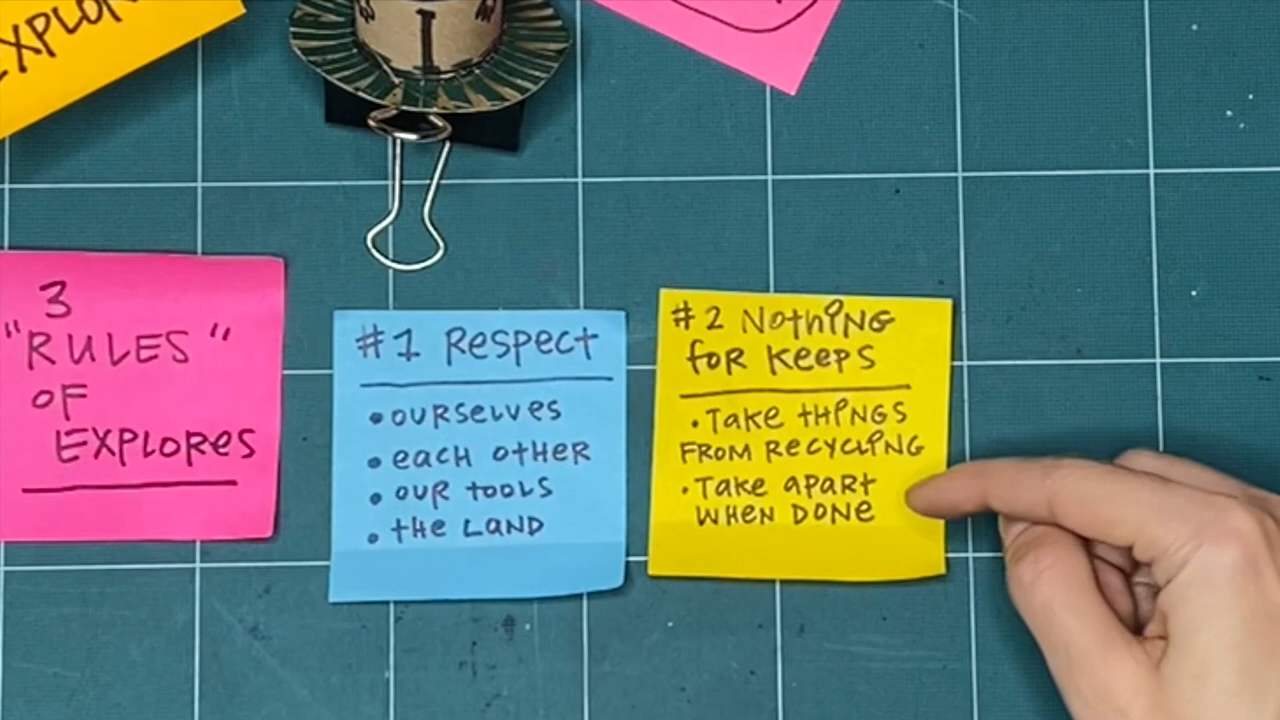 EXPLOR
I
3
"RULES"
OF
EXPLORES
#1 Respect
• OURSELVES
• EACH OTHER
• OUR TOOLS
• THE LAND
#2 NOTHING
FOR KEEPS
• TAKE THINGS
FROM RECYCLING
• TAKE APART
WHEN DONE